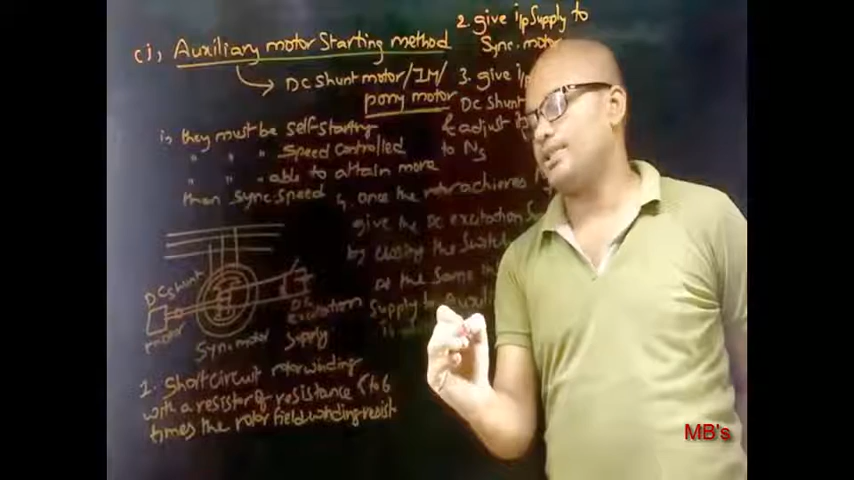 (i), Auxiliary motor Starting method
DC shunt motor/IM/
pony motor
i, they must be self-starting
" " " Speed Controlled
" " " able to attain more
than sync. speed
DC shunt
motor
Syn. motor
DC
excitation
Supply
1. Short circuit rotor winding
with a resistor of resistance 5 to 6
times the rotor field winding resist
2. give i/p Supply to
Sync. motor
3. give i/p
DC shunt
& adjust it
to Ns
4. once the rotor achieves
give the DC excitation
by closing the switch
at the same
Supply to Auxili
is
MB's